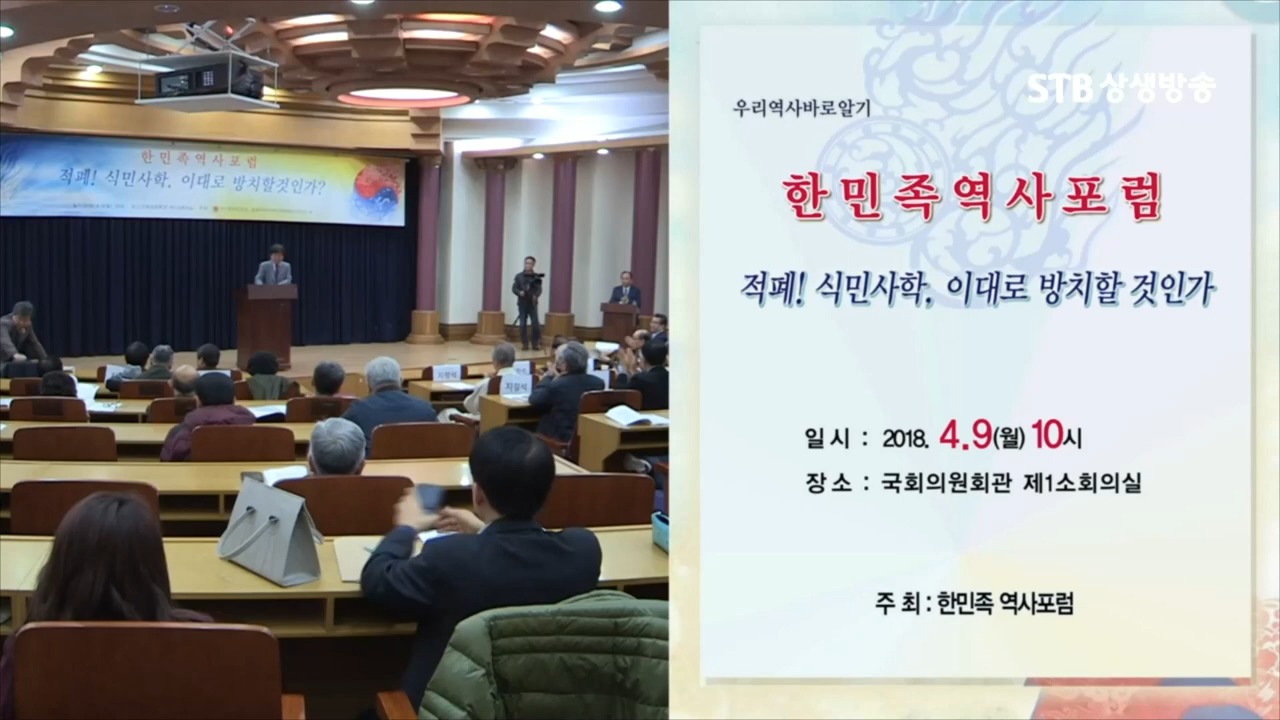 한민족역사포럼
적폐! 식민사학, 이대로 방치할것인가?
지정석
STB 상생방송
우리역사바로알기
한민족역사포럼
적폐! 식민사학, 이대로 방치할 것인가
일시 : 2018. 4.9(월) 10시
장소 : 국회의원회관 제1소회의실
주최 : 한민족 역사포럼